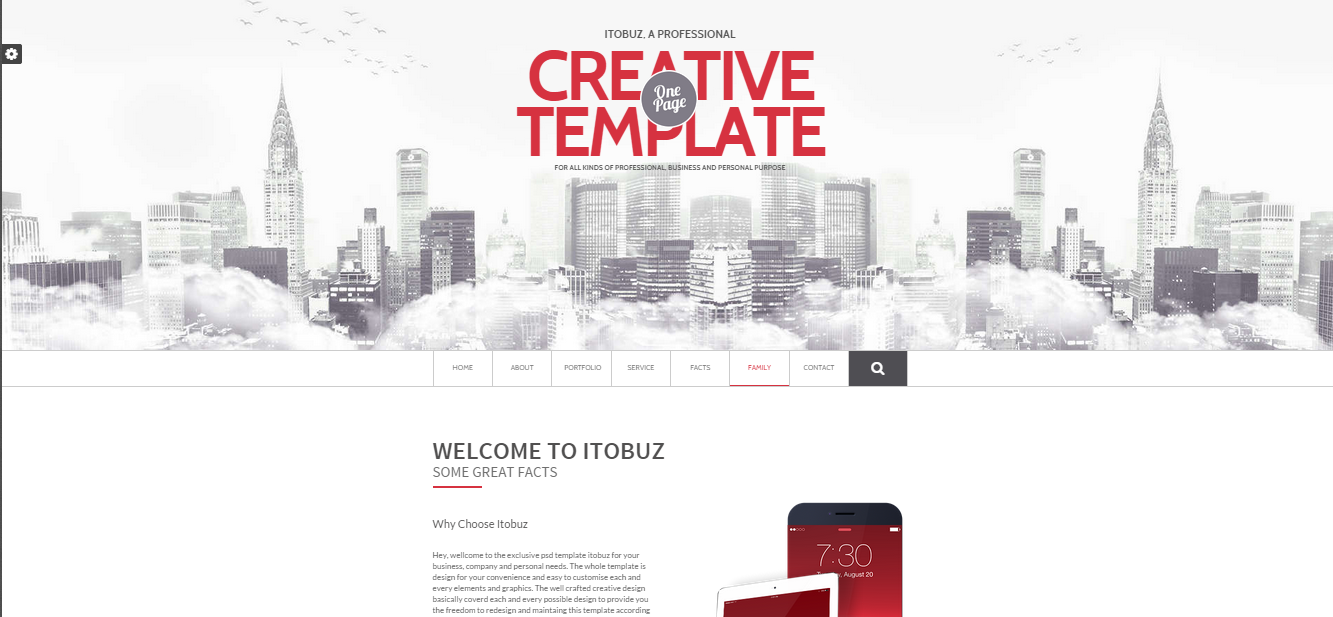 ITOBUZ, A PROFESSIONAL
CREATIVE
One
Page
TEMPLATE
FOR ALL KINDS OF PROFESSIONAL, BUSINESS AND PERSONAL PURPOSE
HOME ABOUT PORTFOLIO SERVICE FACTS FAMILY CONTACT
WELCOME TO ITOBUZ
SOME GREAT FACTS
Why Choose Itobuz
Hey, wellcome to the exclusive psd template itobuz for your
business, company and personal needs. The whole template is
design for your convenience and easy to customise each and
every elements and graphics. The well crafted creative design
basically coverd each and every possible design to provide you
the freedom to redesign and maintaing this template according
7:30
August 20